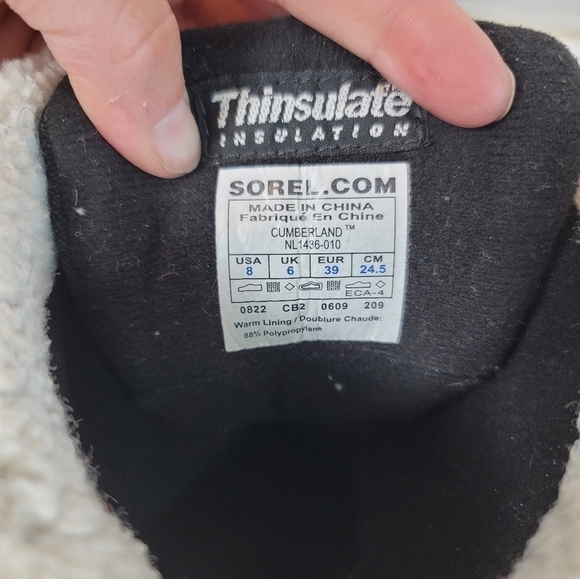 Thinsulate
INSULATION
SOREL.COM
MADE IN CHINA
Fabriqué En Chine
CUMBERLAND™
NL1436-010
USA UK EUR CM
8 6 39 24.5
ECA-4
0822 CB2 0609 209
Warm Lining / Doublure Chaude:
88% Polypropylene